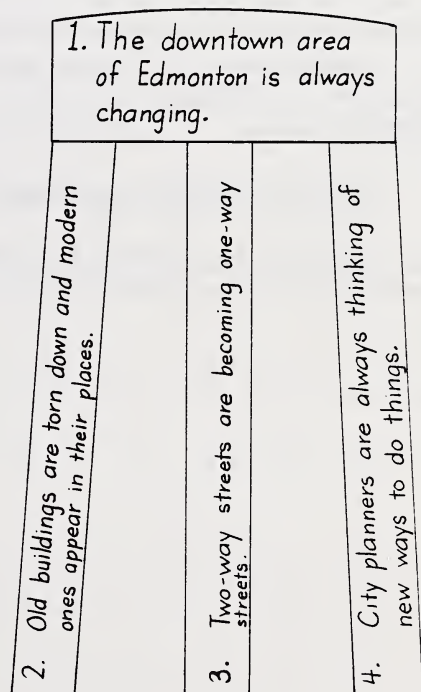 1. The downtown area
of Edmonton is always
changing.
2. Old buildings are torn down and modern
ones appear in their places.
3. Two-way streets are becoming one-way
streets.
4. City planners are always thinking of
new ways to do things.